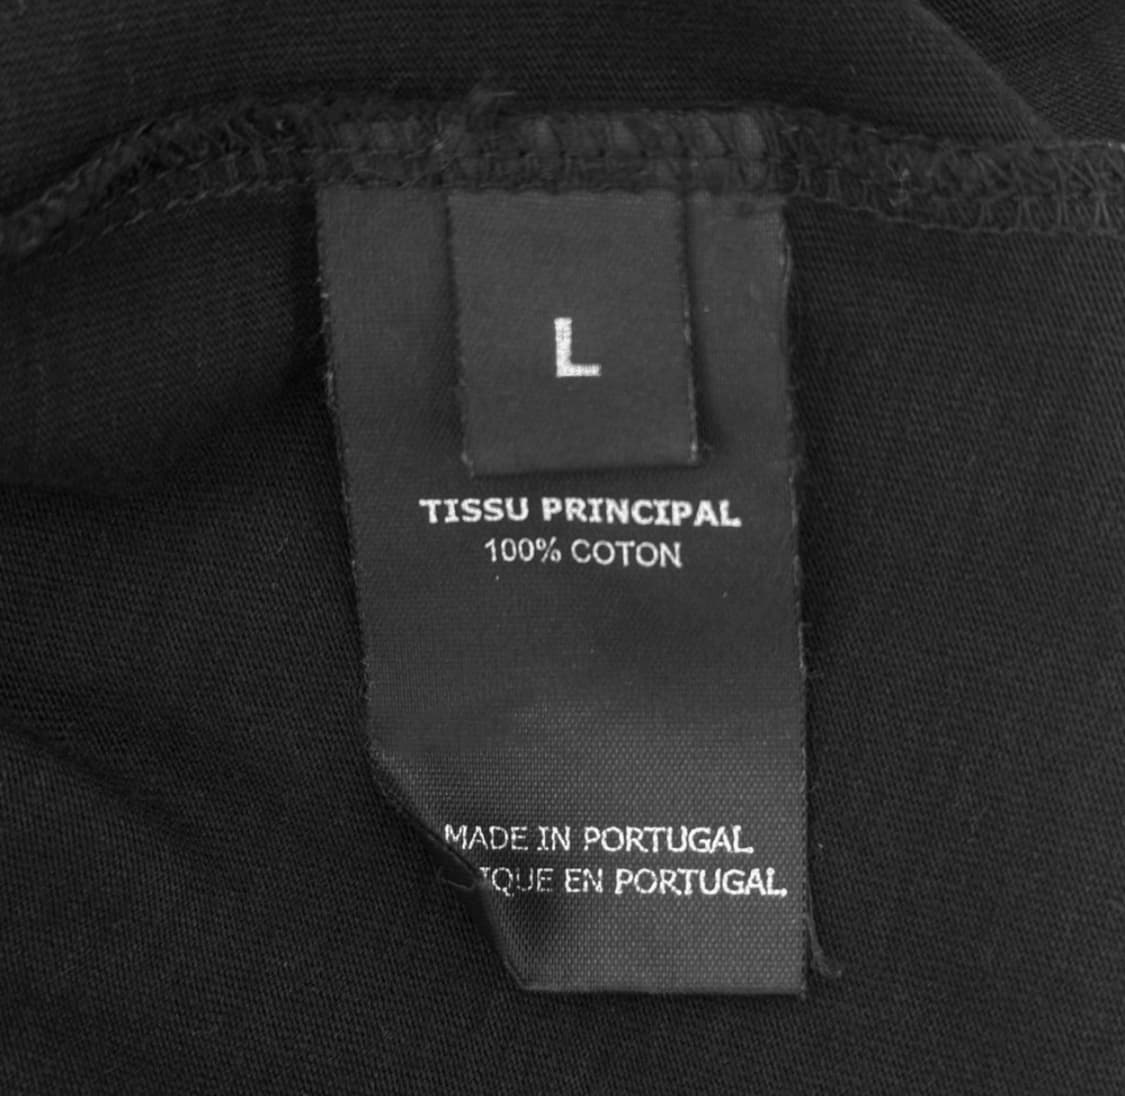 L
TISSU PRINCIPAL
100% COTON
MADE IN PORTUGAL
EN PORTUGAL